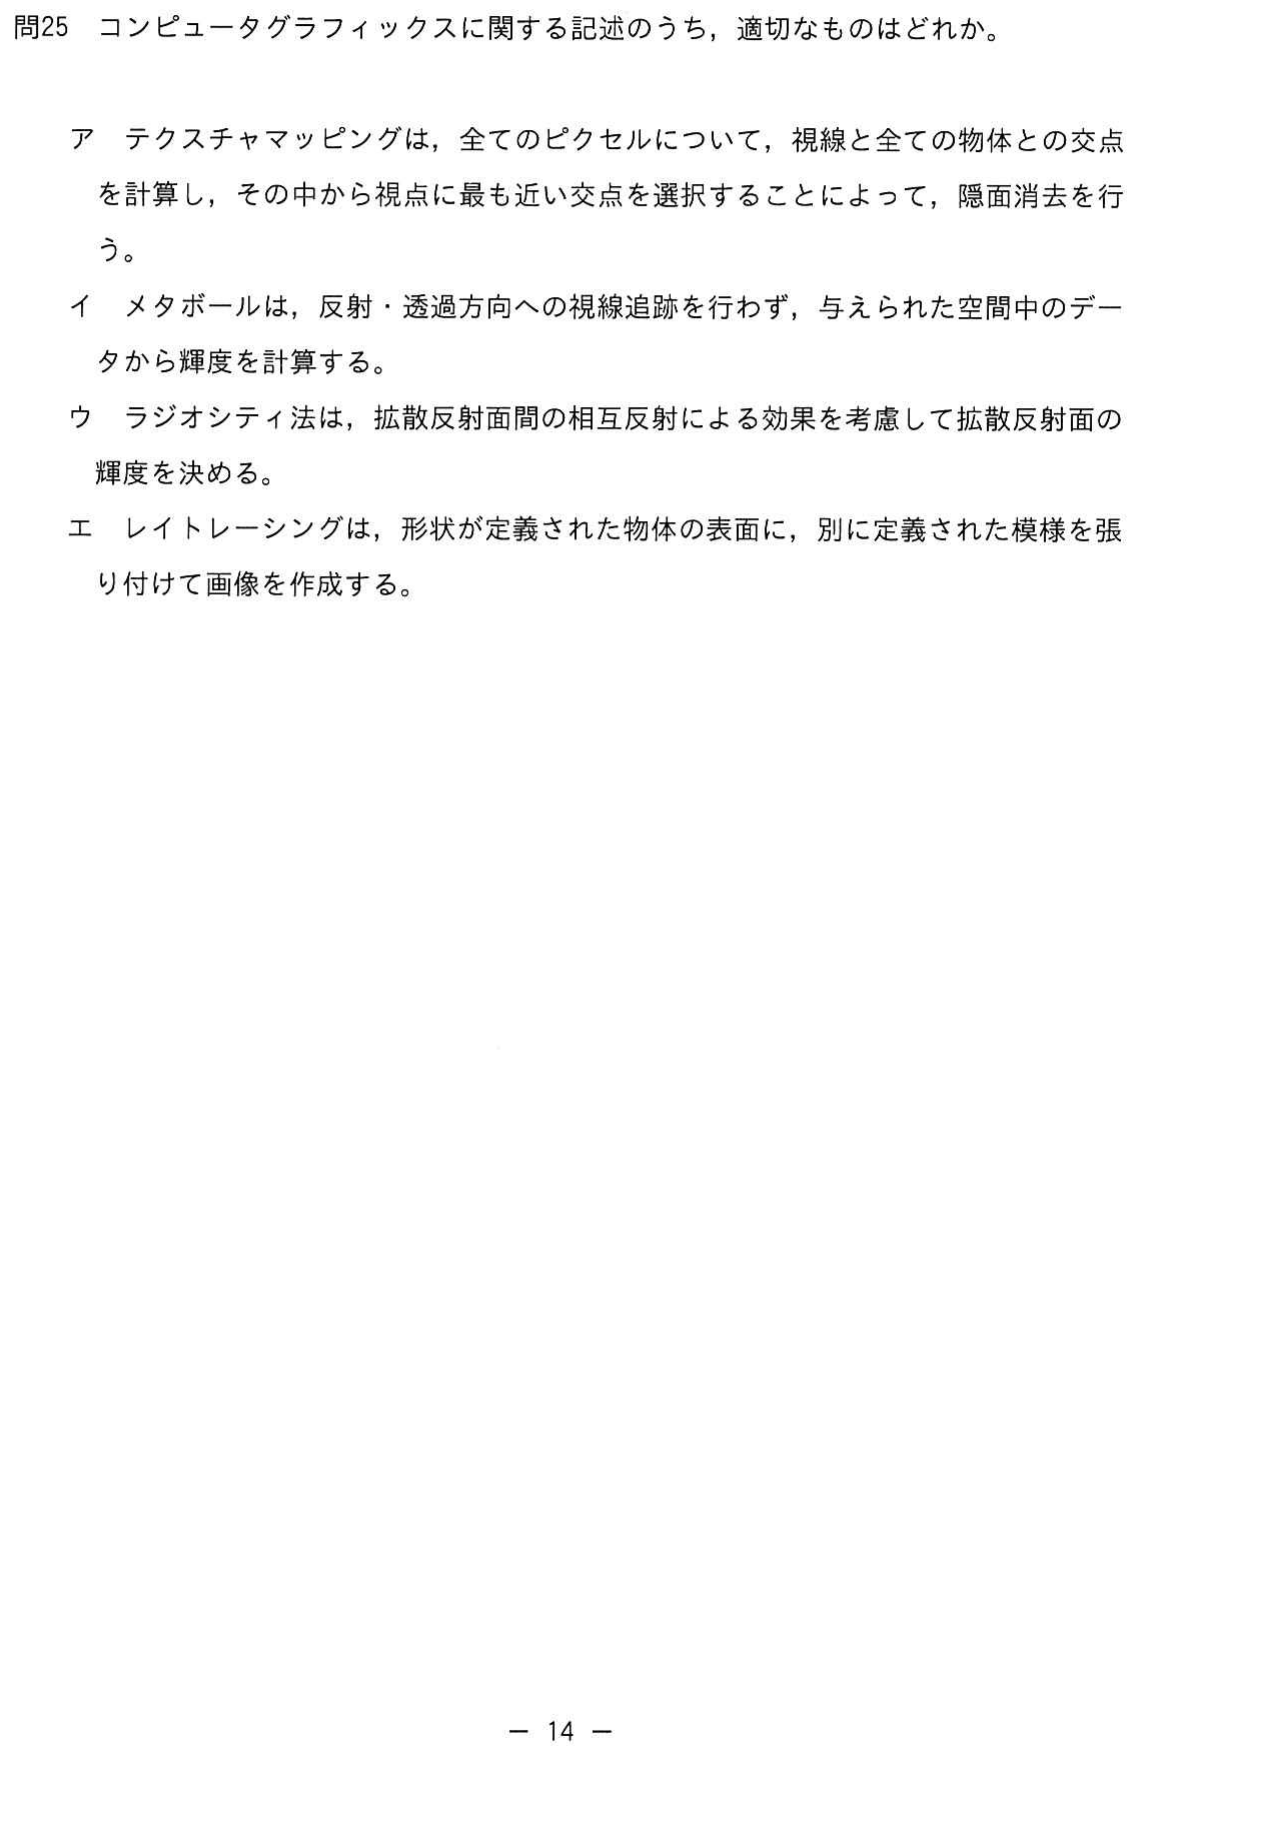 問25　コンピュータグラフィックスに関する記述のうち，適切なものはどれか。
ア　テクスチャマッピングは，全てのピクセルについて，視線と全ての物体との交点
を計算し，その中から視点に最も近い交点を選択することによって，隠面消去を行
う。
イ　メタボールは，反射・透過方向への視線追跡を行わず，与えられた空間中のデー
タから輝度を計算する。
ウ　ラジオシティ法は，拡散反射面間の相互反射による効果を考慮して拡散反射面の
輝度を決める。
エ　レイトレーシングは，形状が定義された物体の表面に，別に定義された模様を張
り付けて画像を作成する。
－ 14 －